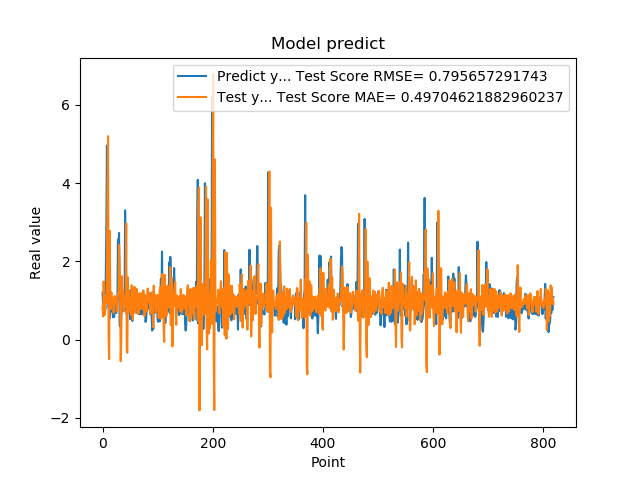 Model predict
Predict y... Test Score RMSE= 0.795657291743
Test y... Test Score MAE= 0.49704621882960237
Real value
6
4
2
0
−2
0 200 400 600 800
Point